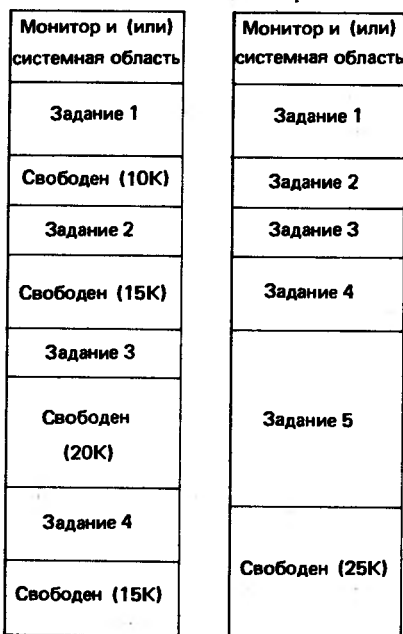 Монитор и (или)
системная область
Задание 1
Свободен (10К)
Задание 2
Свободен (15К)
Задание 3
Свободен
(20К)
Задание 4
Свободен (15К)
Монитор и (или)
системная область
Задание 1
Задание 2
Задание 3
Задание 4
Задание 5
Свободен (25К)